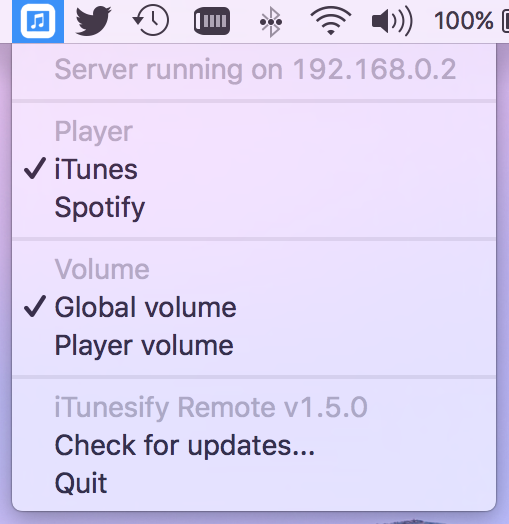 100%
Server running on 192.168.0.2
Player
✓ iTunes
Spotify
Volume
✓ Global volume
Player volume
iTunesify Remote v1.5.0
Check for updates...
Quit